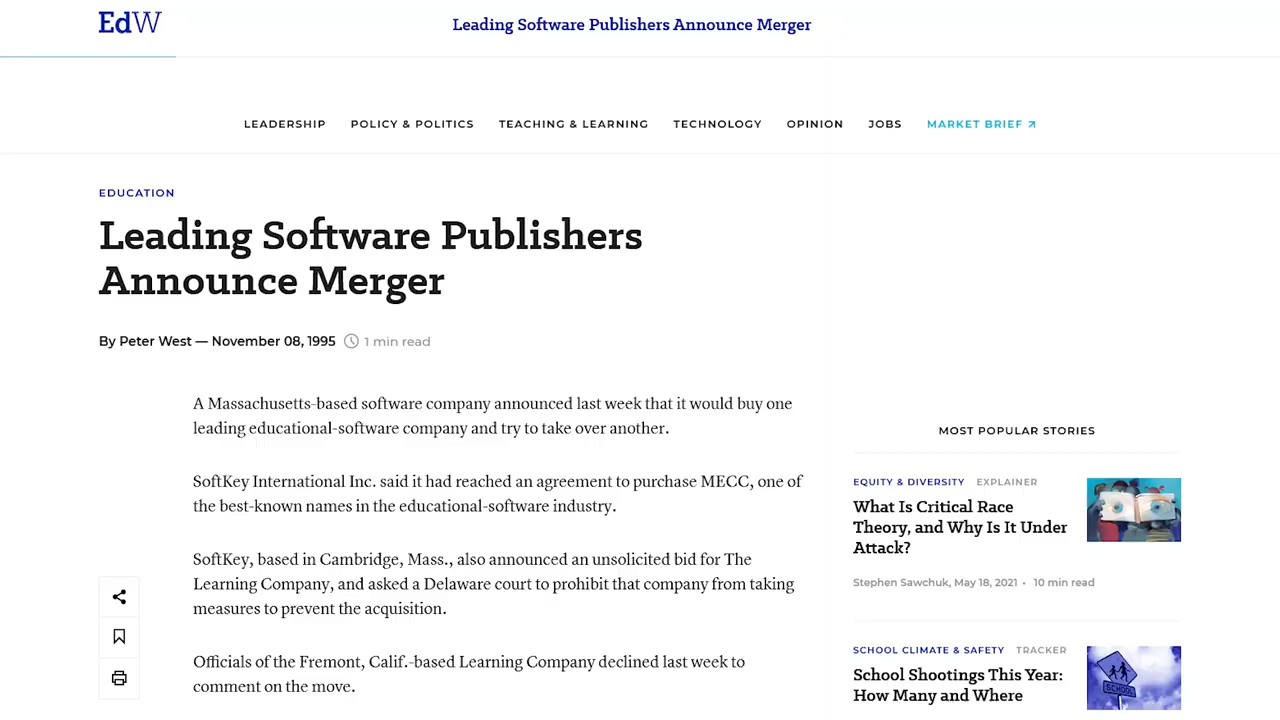 EdW
Leading Software Publishers Announce Merger
LEADERSHIP POLICY & POLITICS TEACHING & LEARNING TECHNOLOGY OPINION JOBS MARKET BRIEF ↗
EDUCATION
Leading Software Publishers
Announce Merger
By Peter West — November 08, 1995 1 min read
A Massachusetts-based software company announced last week that it would buy one
leading educational-software company and try to take over another.
SoftKey International Inc. said it had reached an agreement to purchase MECC, one of
the best-known names in the educational-software industry.
SoftKey, based in Cambridge, Mass., also announced an unsolicited bid for The
Learning Company, and asked a Delaware court to prohibit that company from taking
measures to prevent the acquisition.
Officials of the Fremont, Calif.-based Learning Company declined last week to
comment on the move.
MOST POPULAR STORIES
EQUITY & DIVERSITY EXPLAINER
What Is Critical Race
Theory, and Why Is It Under
Attack?
Stephen Sawchuk, May 18, 2021 • 10 min read
SCHOOL CLIMATE & SAFETY TRACKER
School Shootings This Year:
How Many and Where
SCHOOL